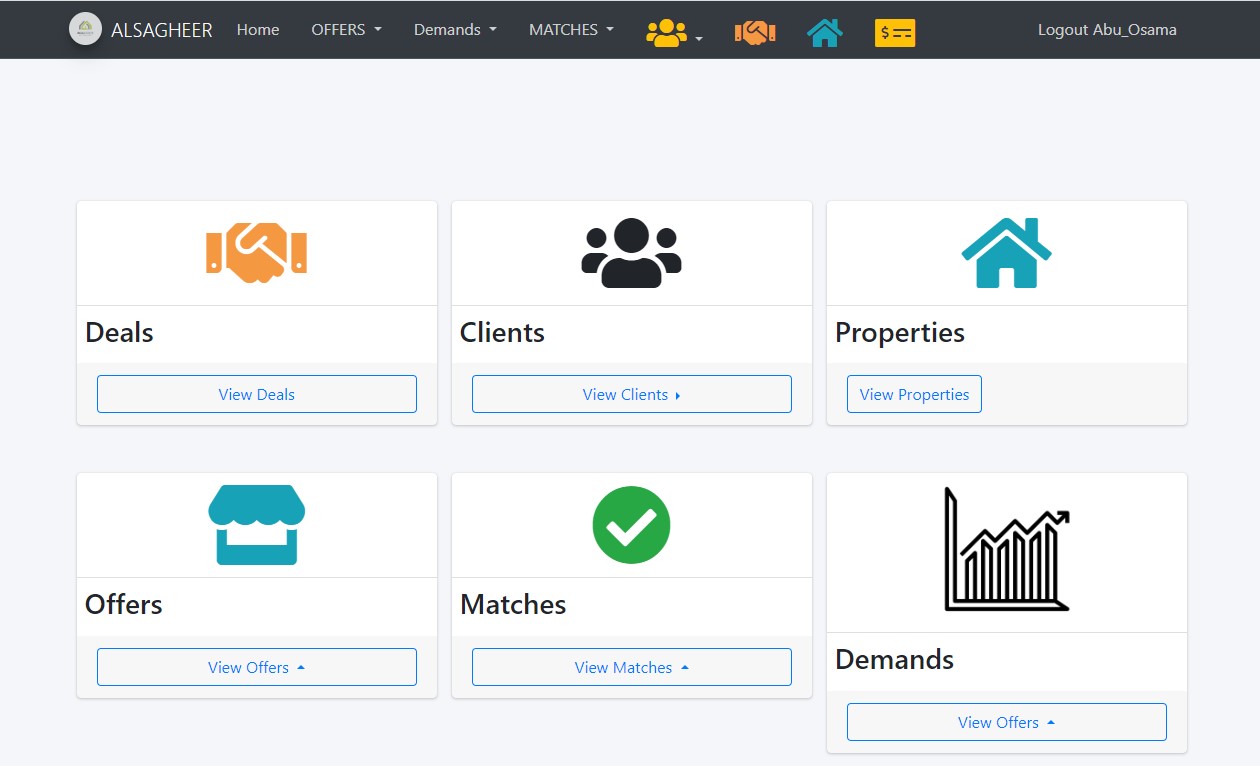 ALSAGHEER Home OFFERS Demands MATCHES $ Logout Abu_Osama
Deals Clients Properties
View Deals View Clients View Properties
Offers Matches
Demands
View Offers View Matches
View Offers